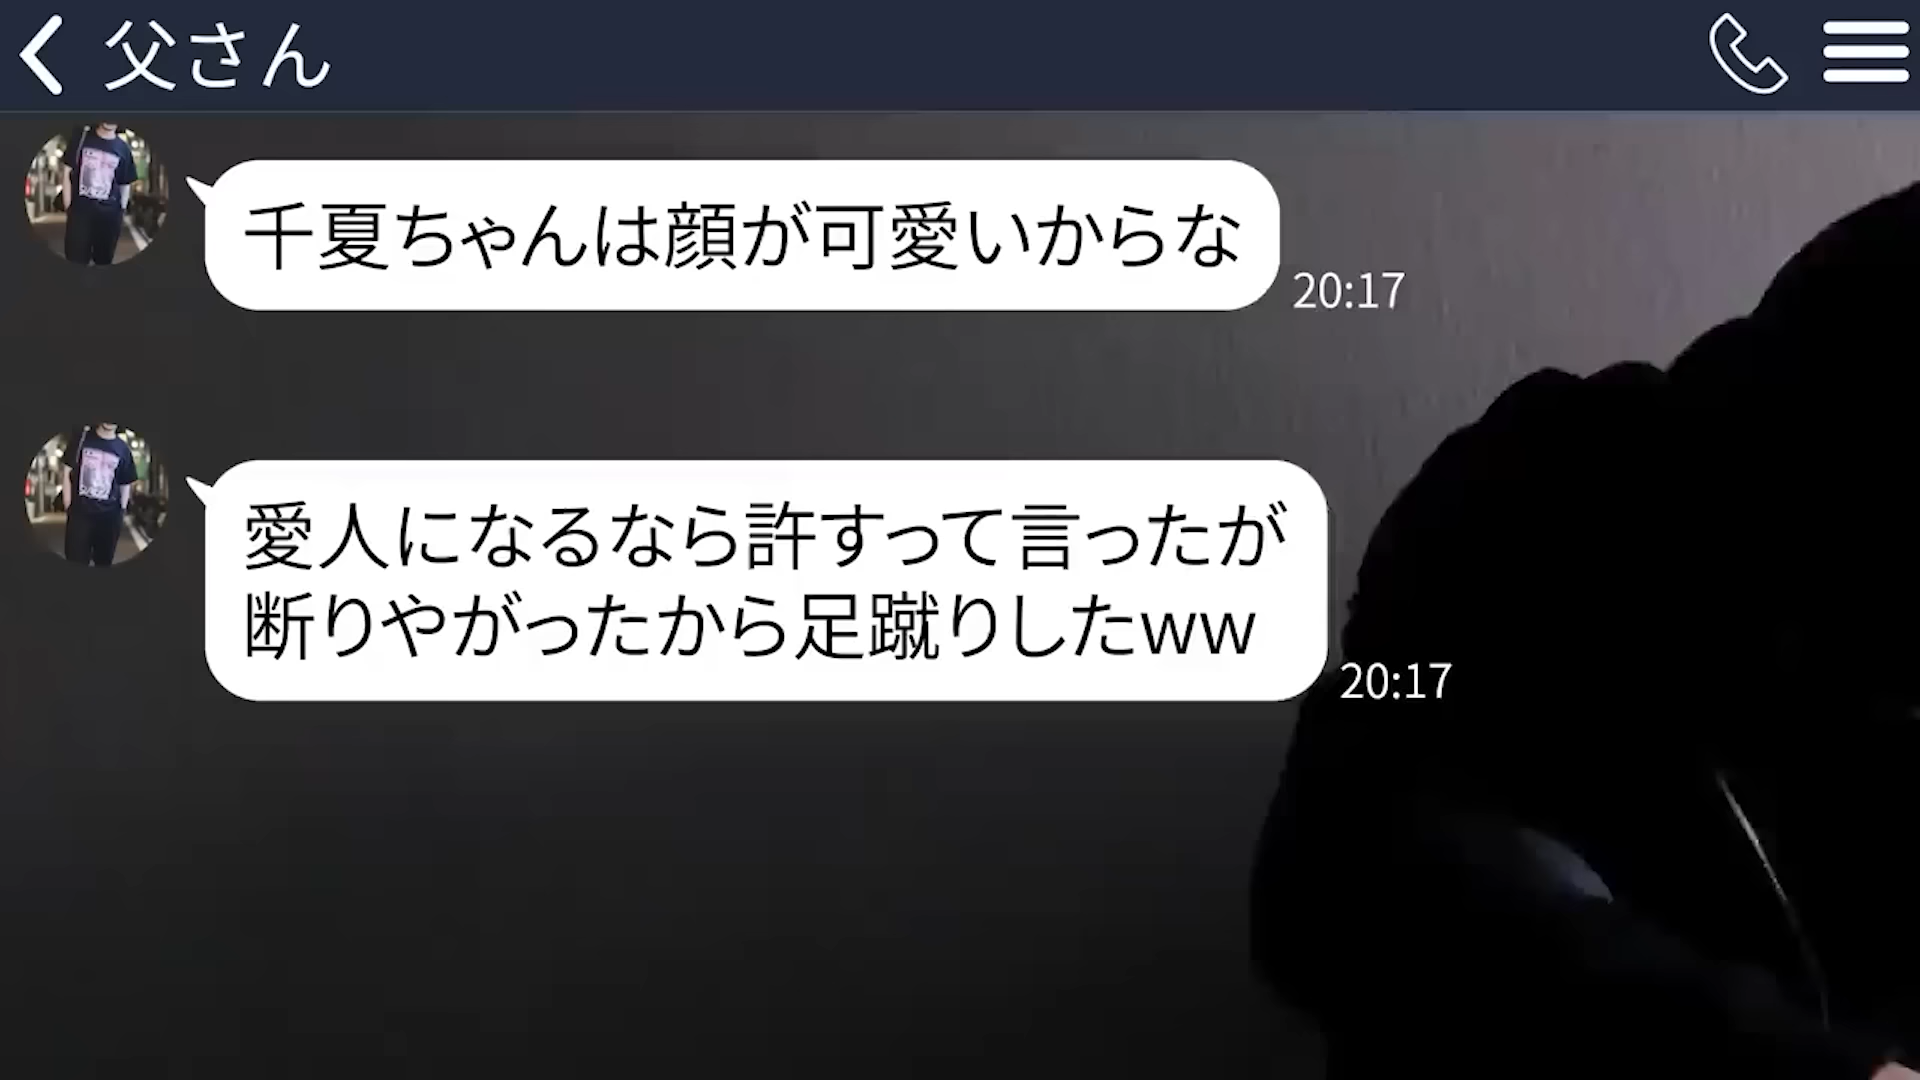 父さん
千夏ちゃんは顔が可愛いからな
20:17
愛人になるなら許すって言ったが
断りやがったから足蹴りしたww
20:17